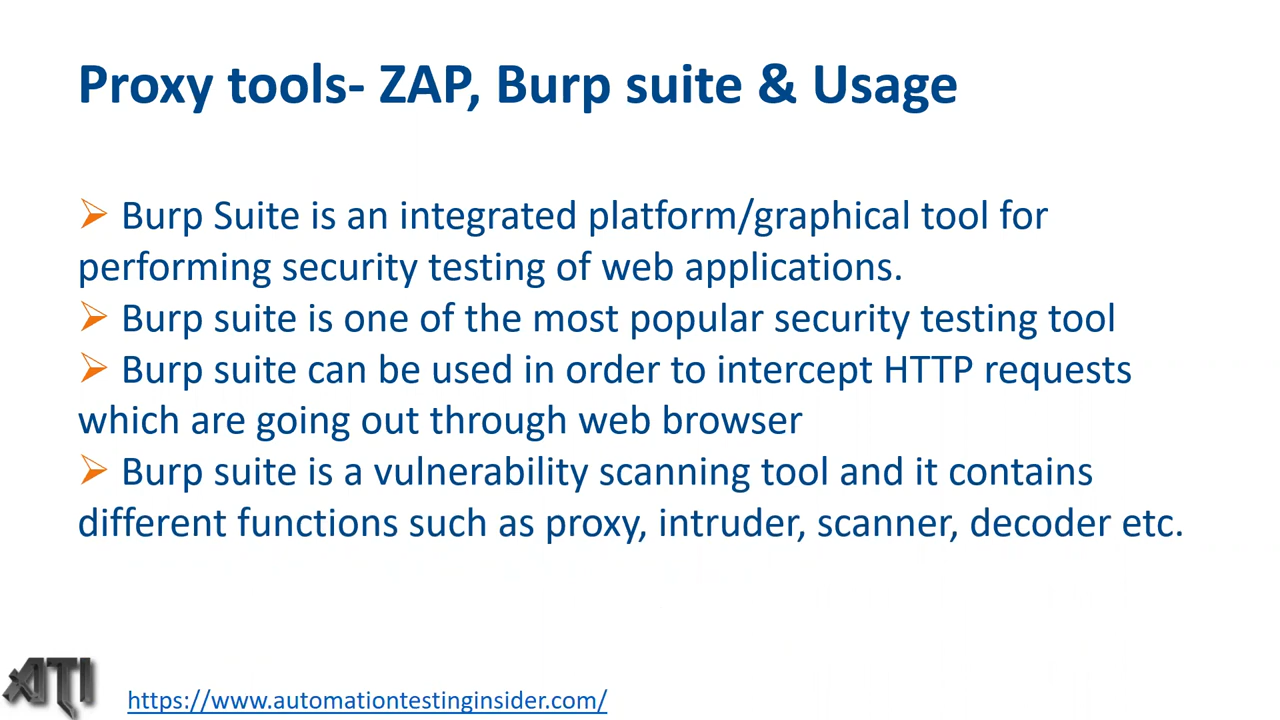 Proxy tools- ZAP, Burp suite & Usage
➢ Burp Suite is an integrated platform/graphical tool for
performing security testing of web applications.
➢ Burp suite is one of the most popular security testing tool
➢ Burp suite can be used in order to intercept HTTP requests
which are going out through web browser
➢ Burp suite is a vulnerability scanning tool and it contains
different functions such as proxy, intruder, scanner, decoder etc.
ATI
https://www.automationtestinginsider.com/